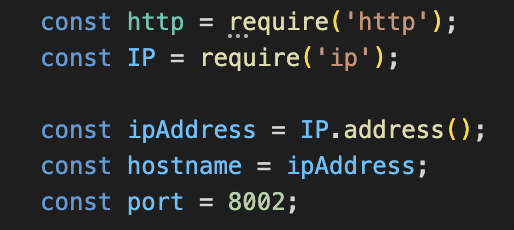 const http = require('http');
const IP = require('ip');
const ipAddress = IP.address();
const hostname = ipAddress;
const port = 8002;